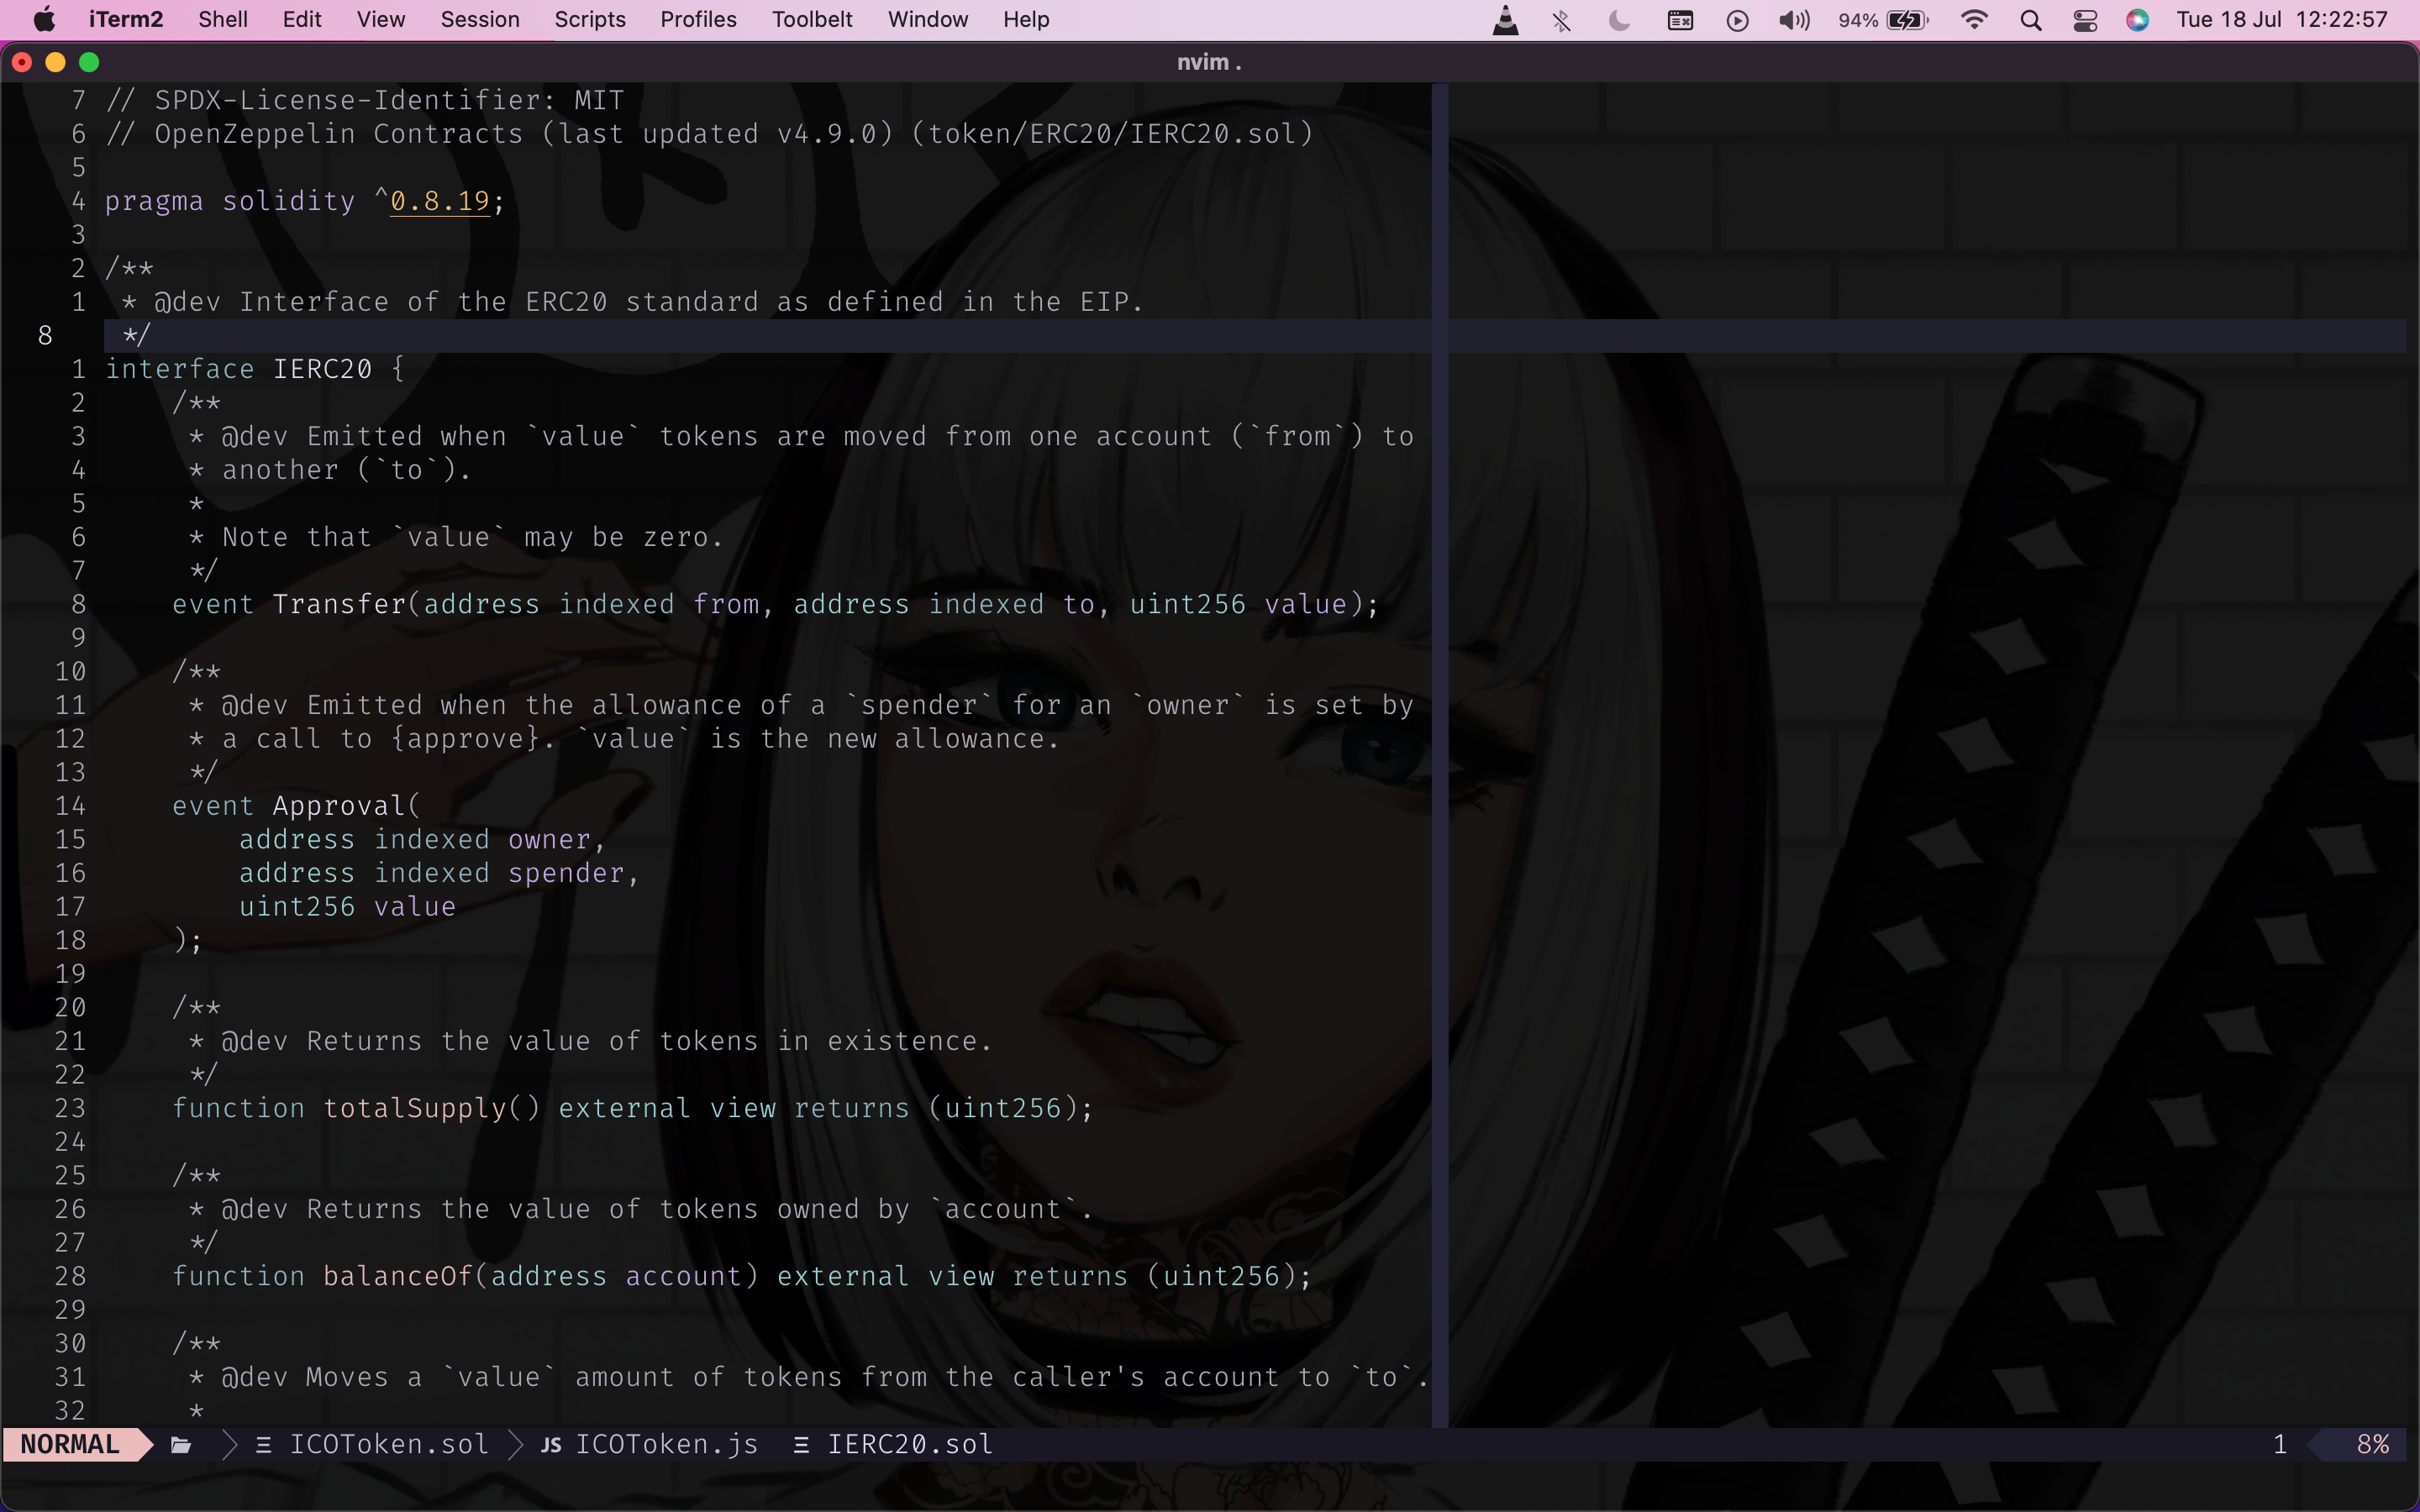 iTerm2 Shell Edit View Session Scripts Profiles Toolbelt Window Help 94% Tue 18 Jul 12:22:57
nvim .
7 // SPDX-License-Identifier: MIT
6 // OpenZeppelin Contracts (last updated v4.9.0) (token/ERC20/IERC20.sol)
5
4 pragma solidity ^0.8.19;
3
2 /**
1  * @dev Interface of the ERC20 standard as defined in the EIP.
8  */
1 interface IERC20 {
2     /**
3      * @dev Emitted when `value` tokens are moved from one account (`from`) to
4      * another (`to`).
5      *
6      * Note that `value` may be zero.
7      */
8     event Transfer(address indexed from, address indexed to, uint256 value);
9
10     /**
11      * @dev Emitted when the allowance of a `spender` for an `owner` is set by
12      * a call to {approve}. `value` is the new allowance.
13      */
14     event Approval(
15         address indexed owner,
16         address indexed spender,
17         uint256 value
18     );
19
20     /**
21      * @dev Returns the value of tokens in existence.
22      */
23     function totalSupply() external view returns (uint256);
24
25     /**
26      * @dev Returns the value of tokens owned by `account`.
27      */
28     function balanceOf(address account) external view returns (uint256);
29
30     /**
31      * @dev Moves a `value` amount of tokens from the caller's account to `to`.
32      *
NORMAL ICOToken.sol JS ICOToken.js IERC20.sol 1 8%